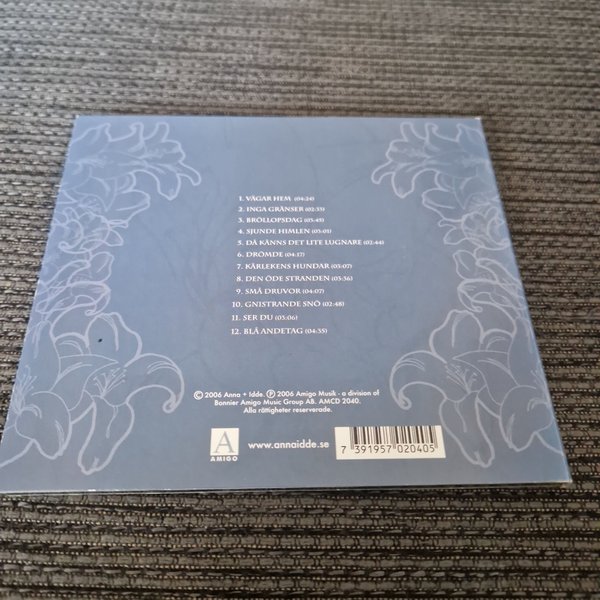 1. VÄGAR HEM (04:24)
2. INGA GRÄNSER (02:55)
3. BRÖLLOPSDAG (03:45)
4. SJUNDE HIMLEN (05:01)
5. DÅ KÄNNS DET LITE LUGNARE (02:44)
6. DRÖMDE (04:17)
7. KÄRLEKENS HUNDAR (03:07)
8. DEN ÖDE STRANDEN (03:36)
9. SMÅ DRUVOR (04:07)
10. GNISTRANDE SNÖ (02:48)
11. SER DU (03:06)
12. BLÅ ANDETAG (04:35)
© 2006 Anna + Idde. ℗ 2006 Amigo Musik - a division of
Bonnier Amigo Music Group AB. AMCD 2040.
Alla rättigheter reserverade.
A
AMIGO
www.annaidde.se
7 391957 020405